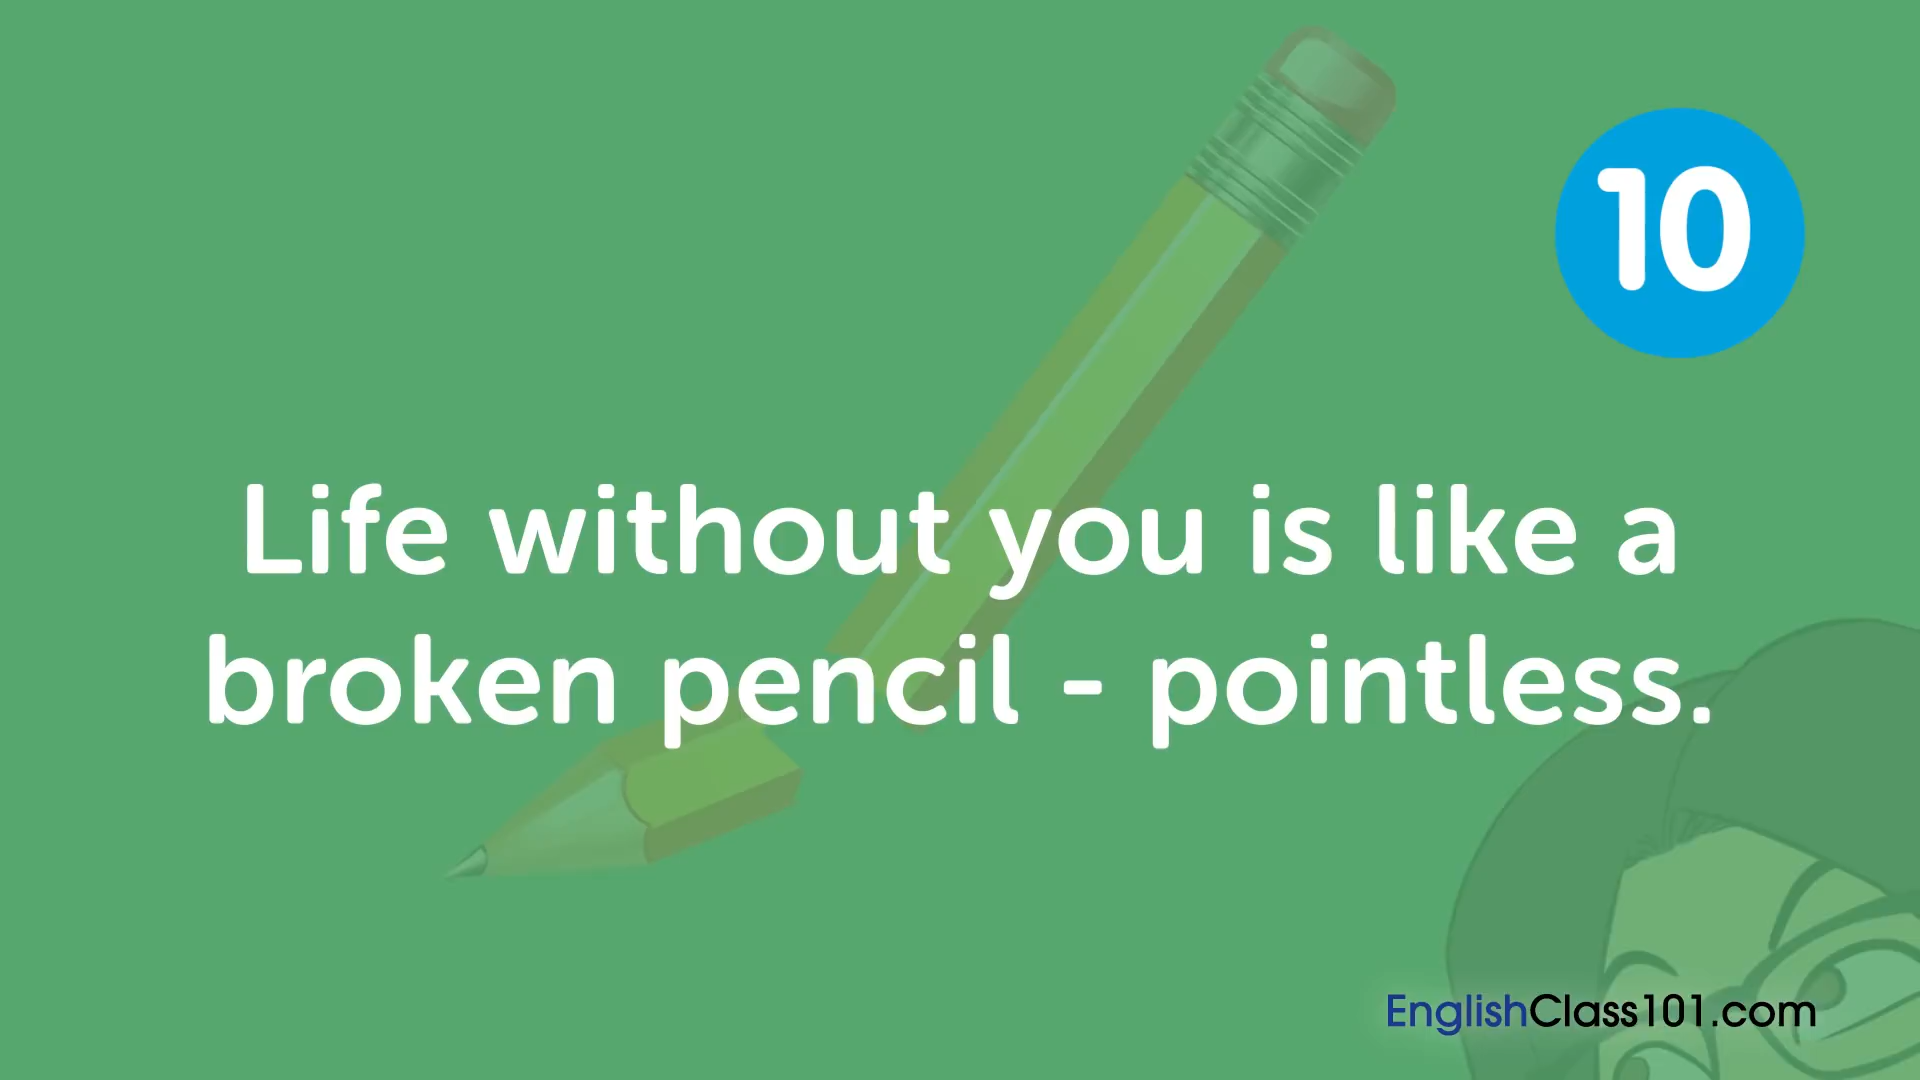 10
Life without you is like a
broken pencil - pointless.
EnglishClass101.com